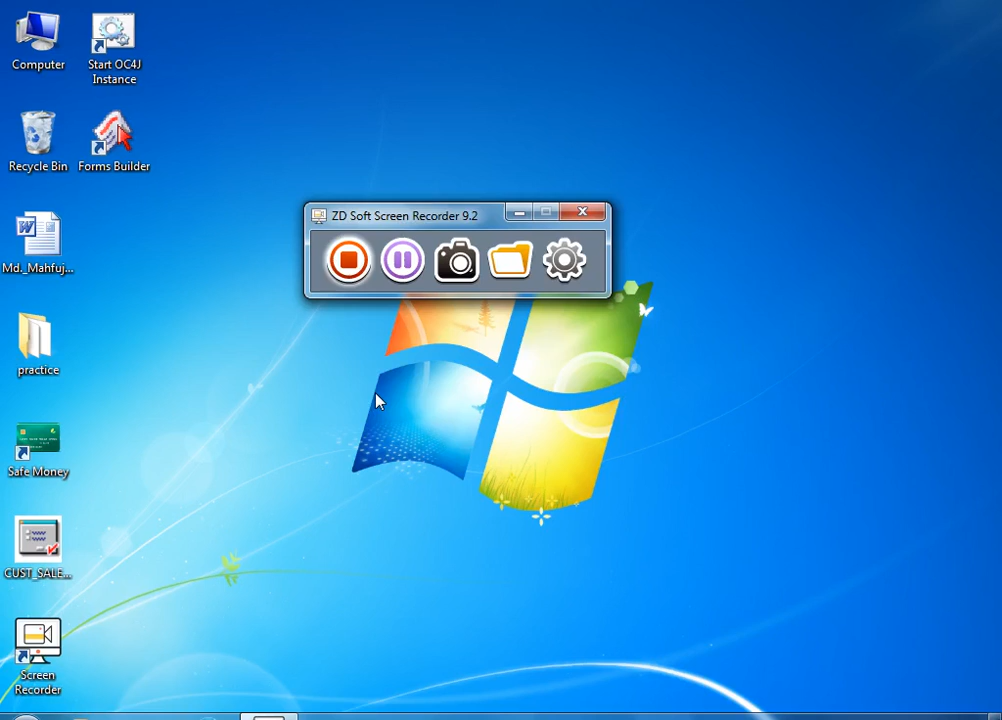 Computer
Start OC4J
Instance
Recycle Bin
Forms Builder
ZD Soft Screen Recorder 9.2
Md._Mahfuj...
practice
Safe Money
CUST_SALE...
Screen
Recorder